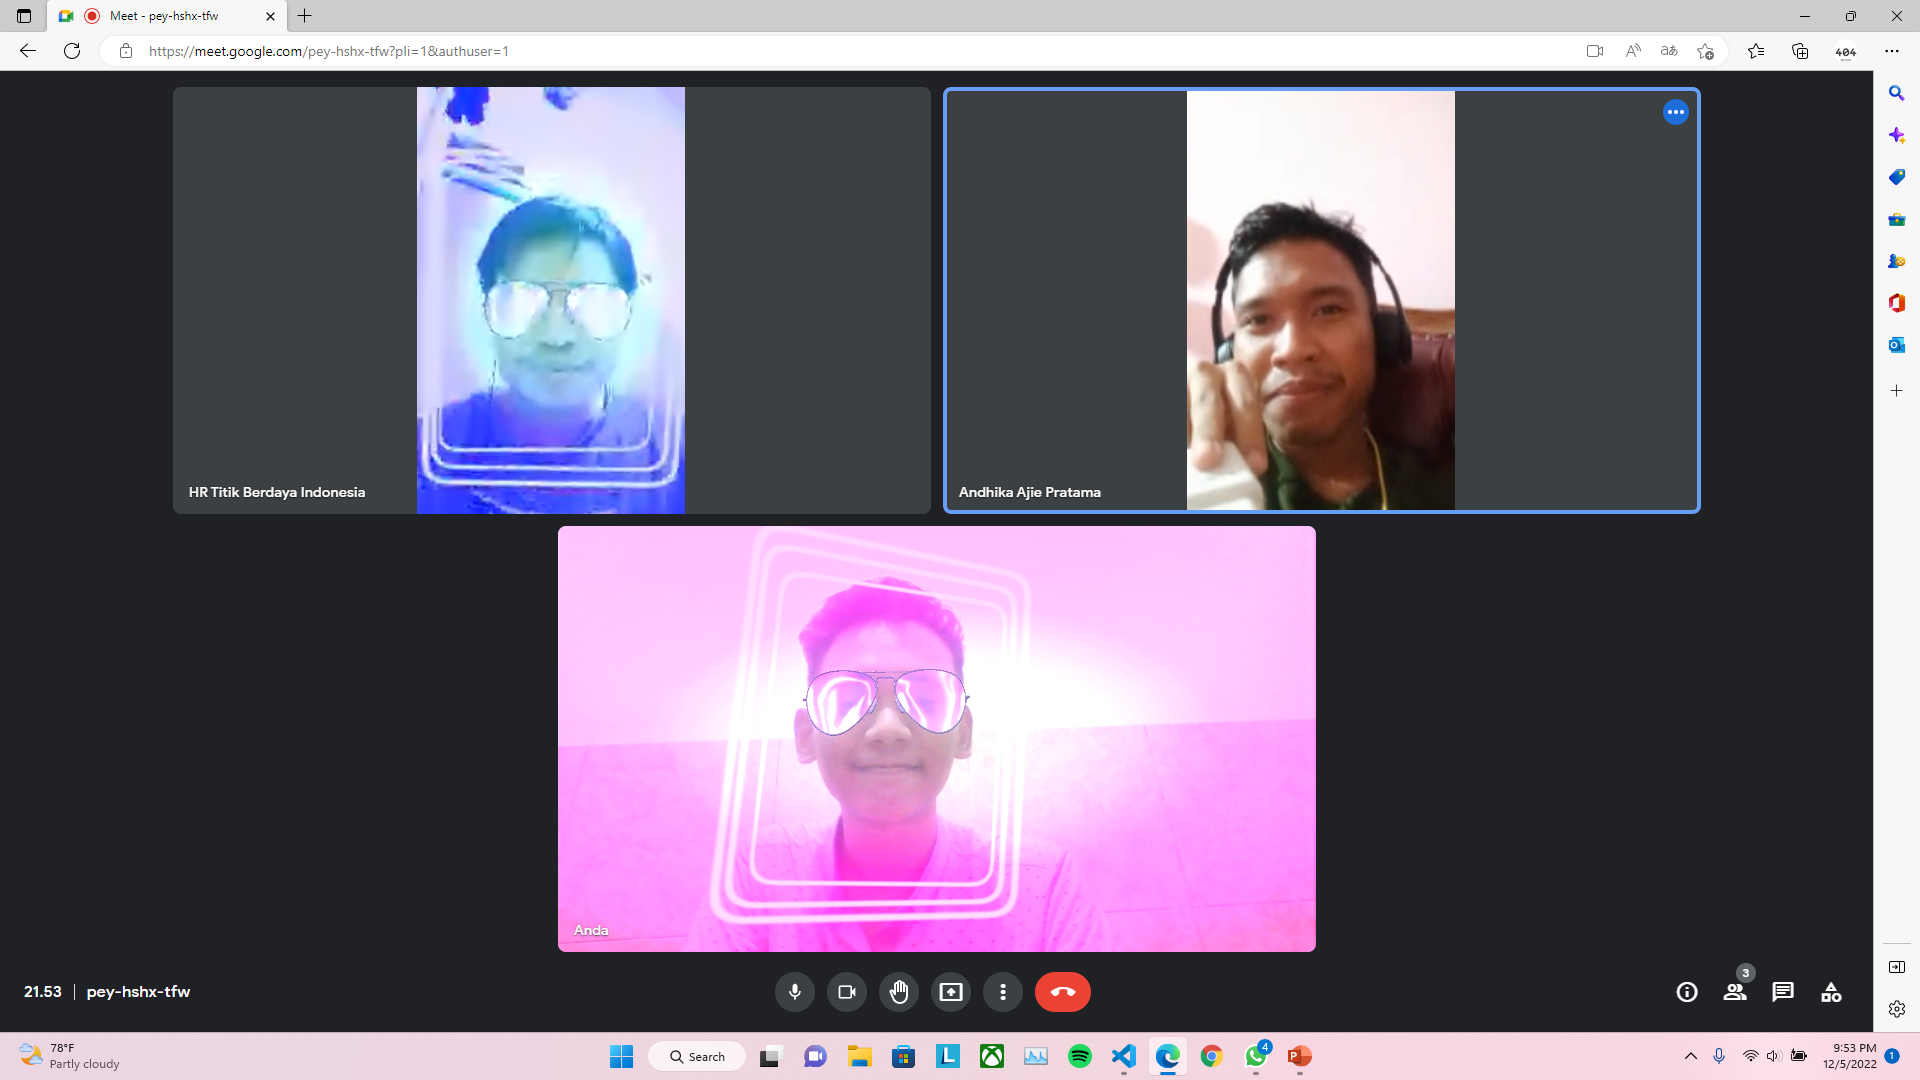 Meet - pey-hshx-tfw
https://meet.google.com/pey-hshx-tfw?pli=1&authuser=1
404
HR Titik Berdaya Indonesia
Andhika Ajie Pratama
Anda
21.53 | pey-hshx-tfw
3
78°F
Partly cloudy
Search
4
9:53 PM
12/5/2022
1